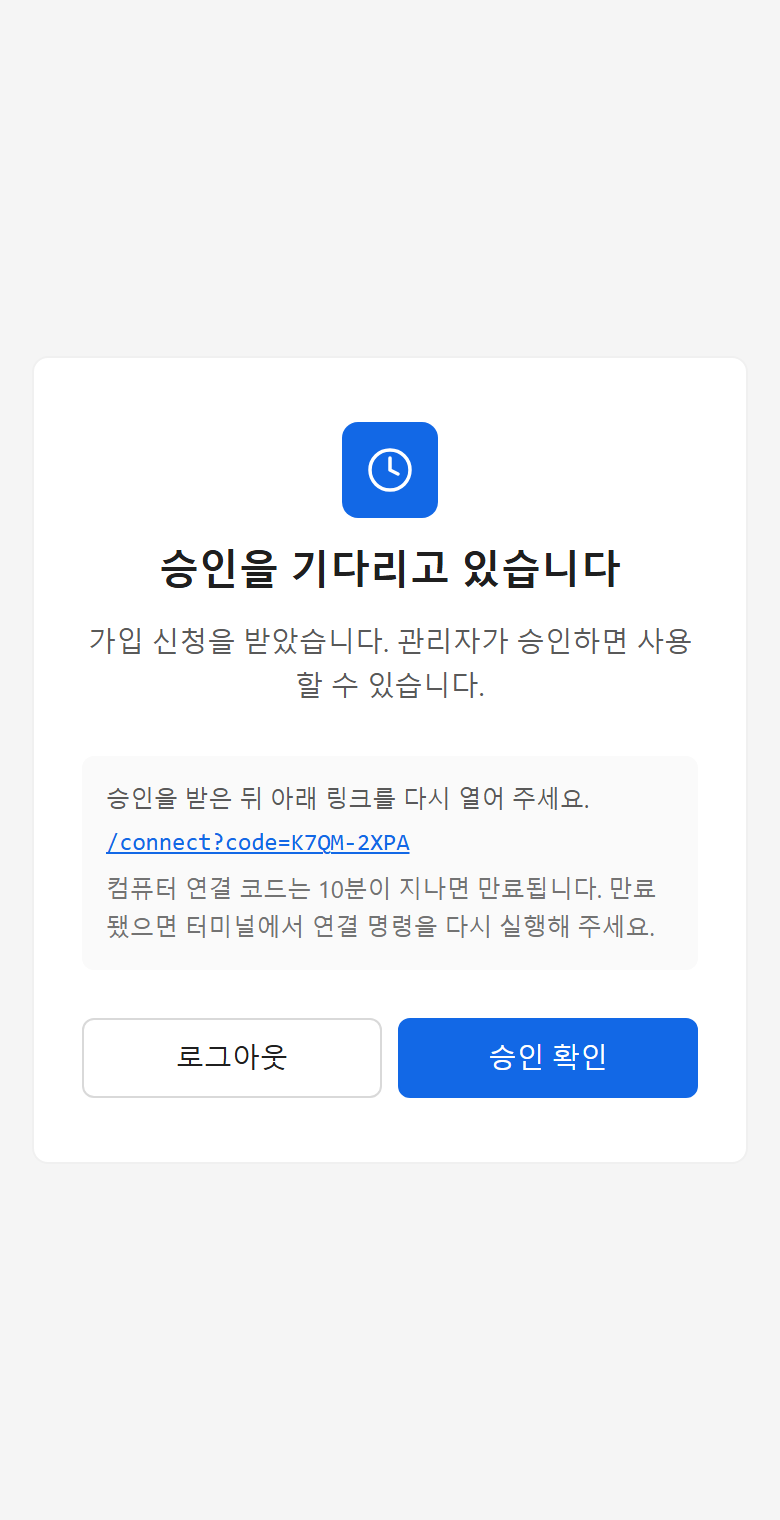 승인을 기다리고 있습니다
가입 신청을 받았습니다. 관리자가 승인하면 사용
할 수 있습니다.
승인을 받은 뒤 아래 링크를 다시 열어 주세요.
/connect?code=K7QM-2XPA
컴퓨터 연결 코드는 10분이 지나면 만료됩니다. 만료
됐으면 터미널에서 연결 명령을 다시 실행해 주세요.
로그아웃
승인 확인